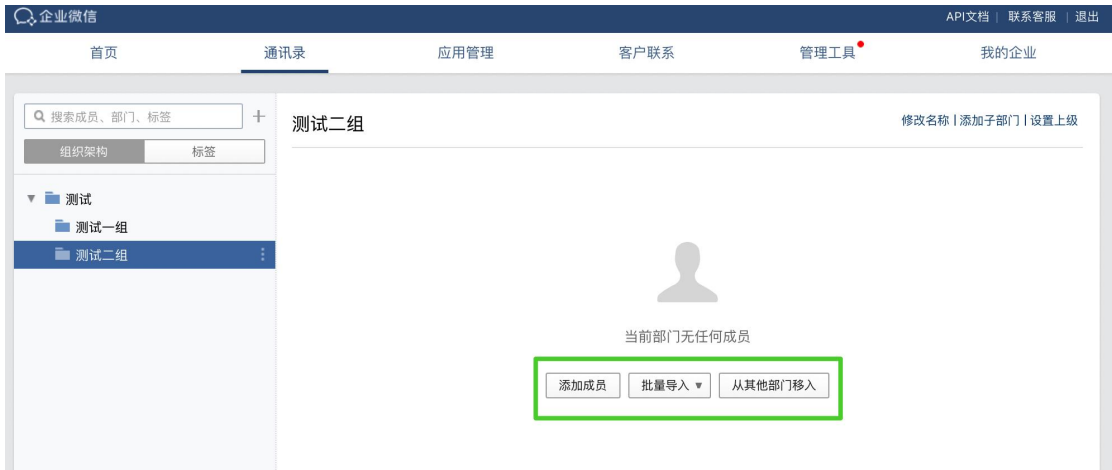 企业微信
API文档 | 联系客服 | 退出
首页 通讯录 应用管理 客户联系 管理工具 我的企业
搜索成员、部门、标签
组织架构 标签
测试
测试一组
测试二组
测试二组
修改名称 | 添加子部门 | 设置上级
当前部门无任何成员
添加成员 批量导入 从其他部门移入